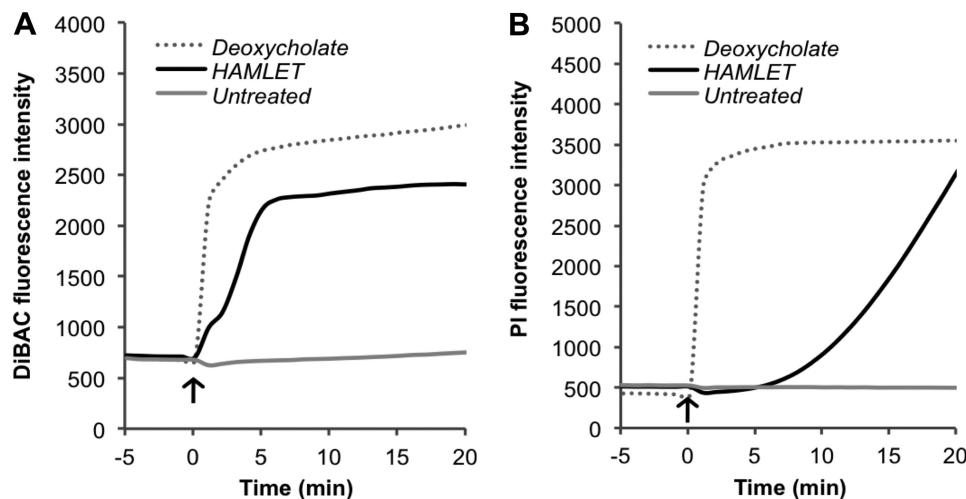 A
DiBAC fluorescence intensity
4000
3500
3000
2500
2000
1500
1000
500
0
Deoxycholate
HAMLET
Untreated
-5 0 5 10 15 20
Time (min)
B
PI fluorescence intensity
5000
4500
4000
3500
3000
2500
2000
1500
1000
500
0
Deoxycholate
HAMLET
Untreated
-5 0 5 10 15 20
Time (min)